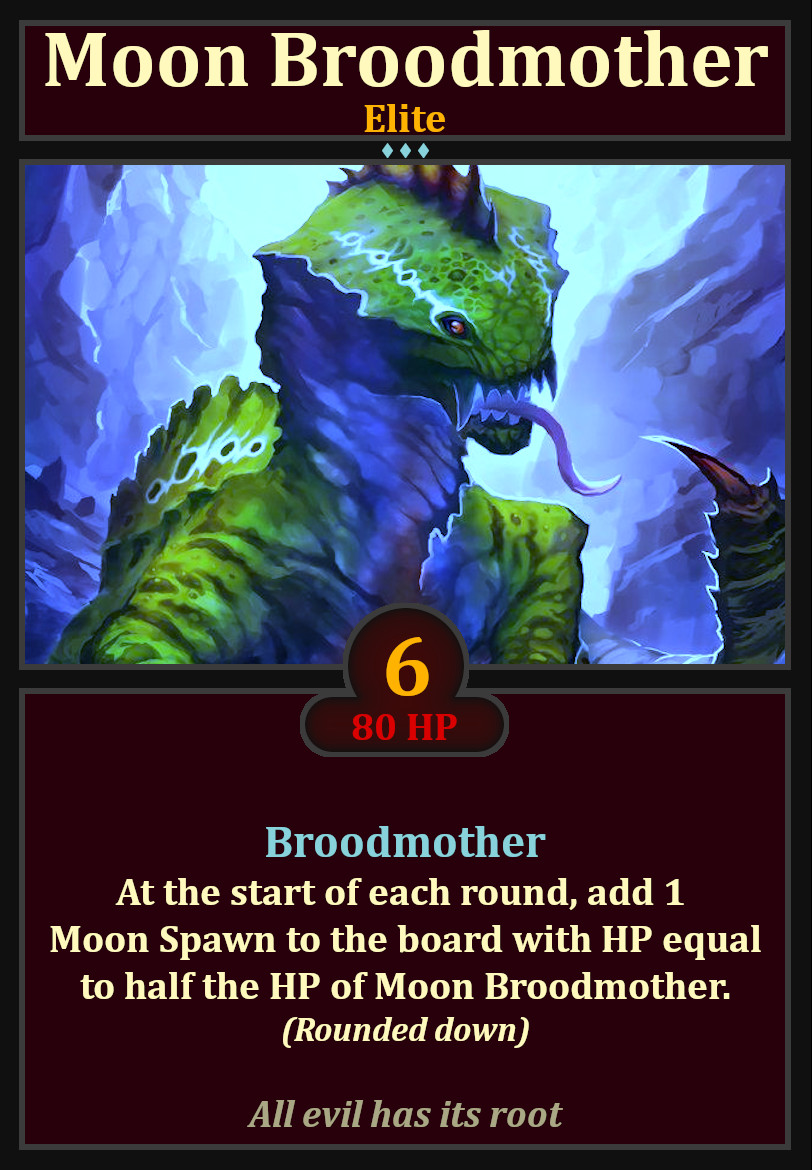 Moon Broodmother
Elite
6
80 HP
Broodmother
At the start of each round, add 1
Moon Spawn to the board with HP equal
to half the HP of Moon Broodmother.
(Rounded down)
All evil has its root